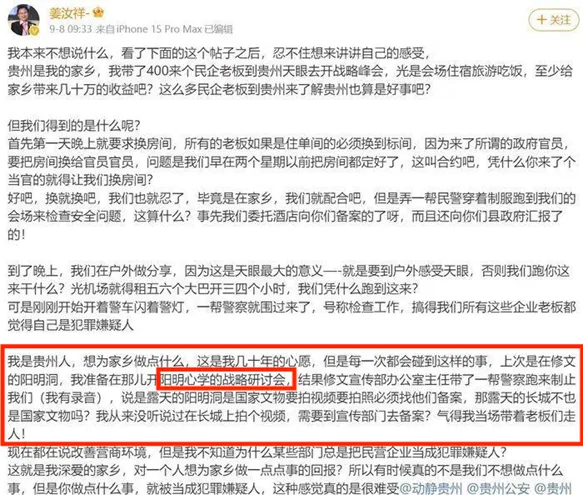 姜汝祥-
9-8 09:33 来自 iPhone 15 Pro Max 已编辑
+关注
我本来不想说什么，看了下面的这个帖子之后，忍不住想来讲讲自己的感受，
贵州是我的家乡，我带了400来个民企老板到贵州天眼去开战略峰会，光是会场住宿旅游吃饭，至少给
家乡带来几十万的收益吧？这么多民企老板到贵州来了解贵州也算是好事吧？
但我们得到的是什么呢？
首先第一天晚上就要求换房间，所有的老板如果是住单间的必须换到标间，因为来了所谓的政府官员，
要把房间换给官员官员，问题是我们早在两个星期以前把房间都定好了，这叫合约吧，凭什么你来了个
当官的就得让我们换房间？
好吧，换就换吧，我们也就忍了，毕竟是在家乡，我们就配合吧，但是弄一帮民警穿着制服跑到我们的
会场来检查安全问题，这算什么？事先我们委托酒店向你们备案的了呀，而且还向你们县政府汇报了
的！
到了晚上，我们在户外做分享，因为这是天眼最大的意义—-就是要到户外感受天眼，否则我们跑你这
来干什么？光机场就得租五六个大巴开三四个小时，我们凭什么跑到这来？
可是刚刚开始开着警车闪着警灯，一帮警察就围过来了，号称检查工作，搞得我们所有这些企业老板都
觉得自己是犯罪嫌疑人
我是贵州人，想为家乡做点什么，这是我几十年的心愿，但是每一次都会碰到这样的事，上次是在修文
的阳明洞，我准备在那儿开阳明心学的战略研讨会，结果修文宣传部办公室主任带了一帮警察跑来制止
我们（我有录音），说是露天的阳明洞是国家文物要拍视频要拍照必须找他们备案，那露天的长城不也
是国家文物吗？我从来没听说过在长城上拍个视频，需要到宣传部门去备案？气得我当场带着老板们走
人！
现在都在说改善营商环境，但是我不知道为什么某些部门总是把民营企业当成犯罪嫌疑人？
这就是我深爱的家乡，对一个人想为家乡做一点点事的回报？所以有时候真的不是我们不想做点什么
事，但是你做点什么事，就被当成犯罪嫌疑人，这种感觉真的是很难受@动静贵州 @贵州公安 @贵州